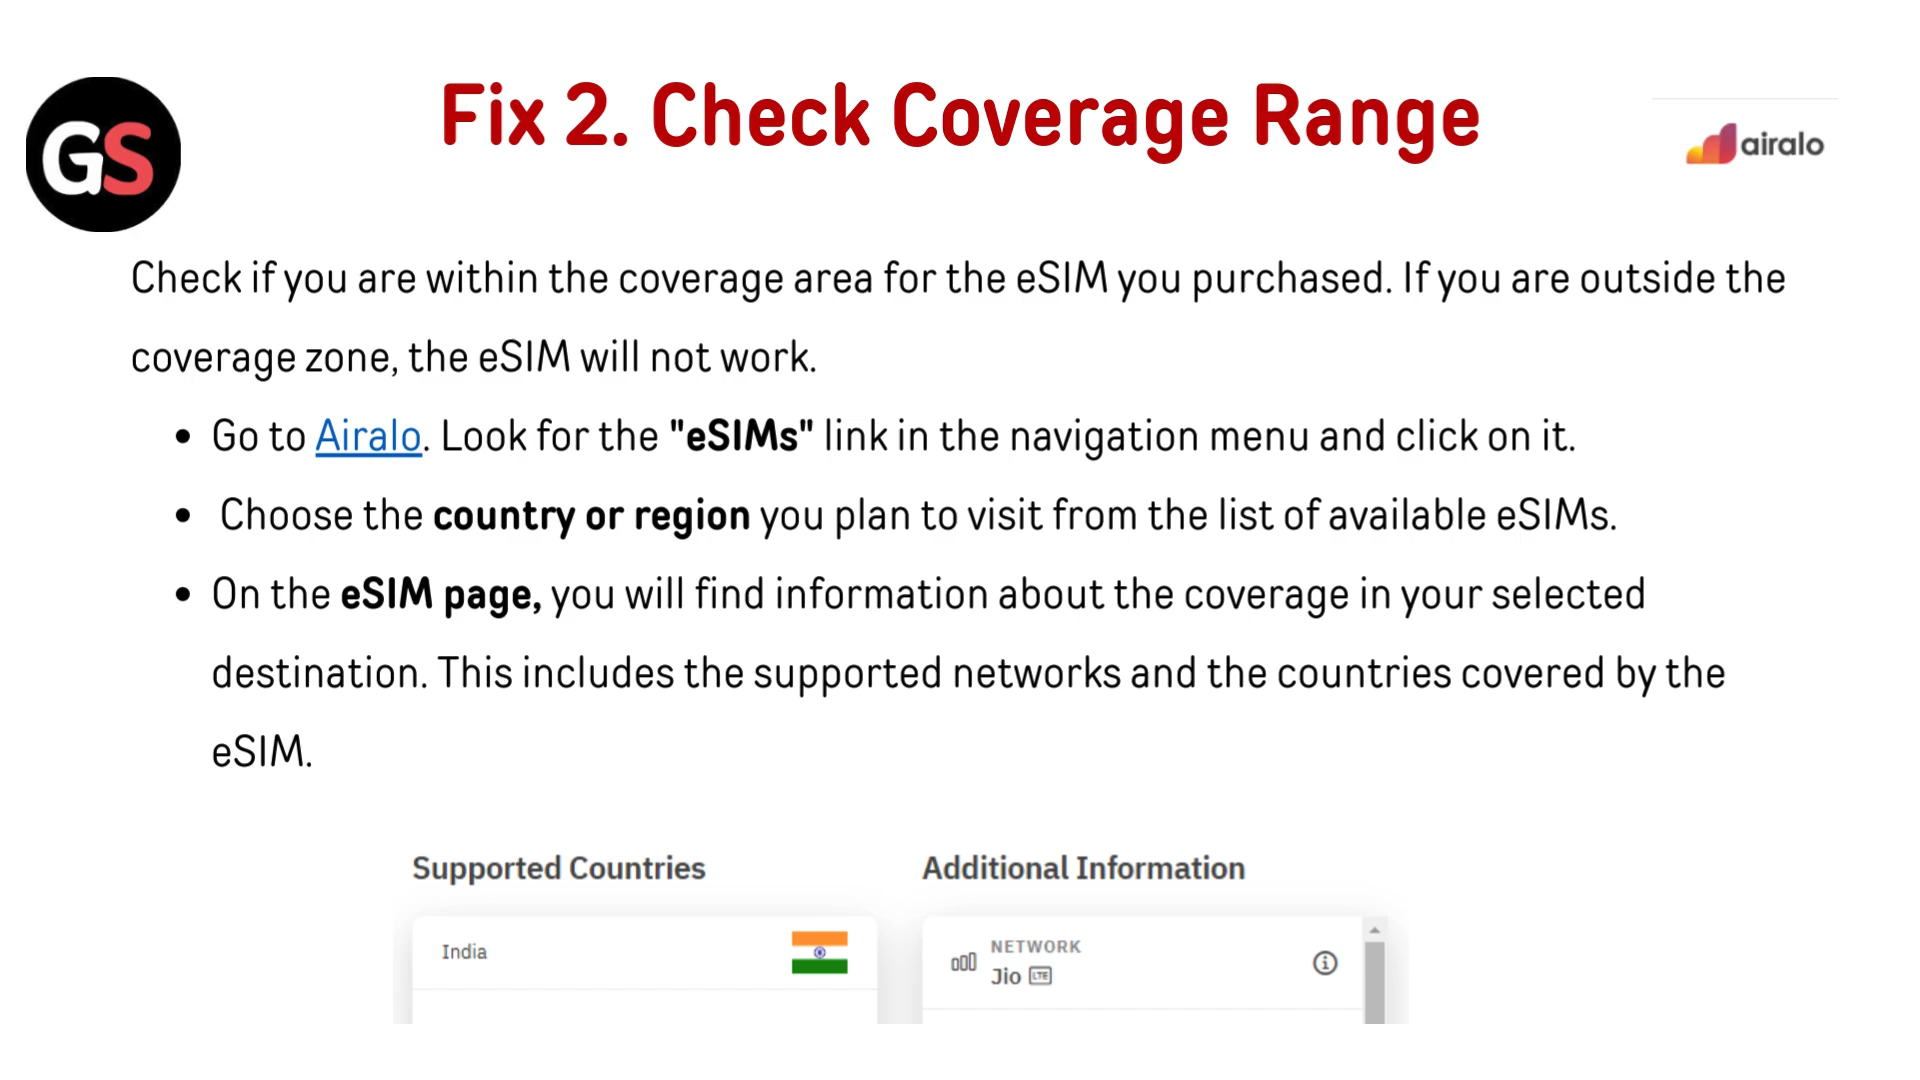 GS
Fix 2. Check Coverage Range
airalo
Check if you are within the coverage area for the eSIM you purchased. If you are outside the
coverage zone, the eSIM will not work.
• Go to Airalo. Look for the "eSIMs" link in the navigation menu and click on it.
• Choose the country or region you plan to visit from the list of available eSIMs.
• On the eSIM page, you will find information about the coverage in your selected
destination. This includes the supported networks and the countries covered by the
eSIM.
Supported Countries
India
Additional Information
NETWORK
Jio LTE